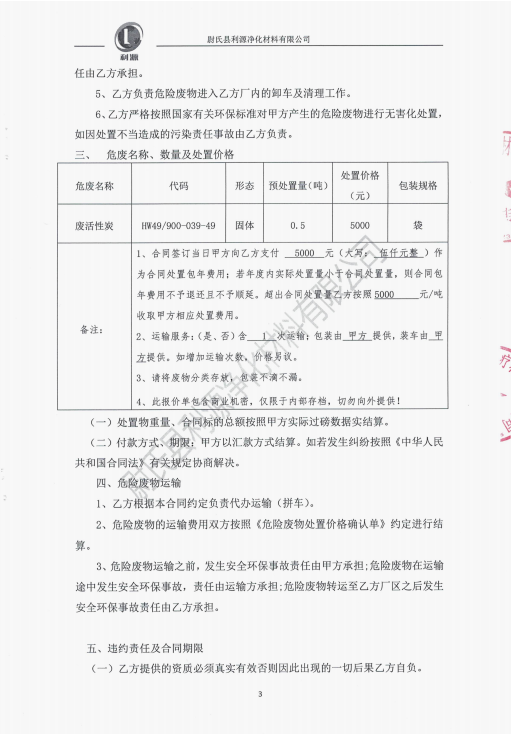 利源
尉氏县利源净化材料有限公司
任由乙方承担。
5、乙方负责危险废物进入乙方厂内的卸车及清理工作。
6、乙方严格按照国家有关环保标准对甲方产生的危险废物进行无害化处置,
如因处置不当造成的污染责任事故由乙方负责。
三、 危废名称、数量及处置价格
危废名称 代码 形态 预处置量(吨) 处置价格(元) 包装规格
废活性炭 HW49/900-039-49 固体 0.5 5000 袋
备注:
1、合同签订当日甲方向乙方支付 5000 元(大写: 伍仟元整 )作
为合同处置包年费用;若年度内实际处置量小于合同处置量,则合同包
年费用不予退还且不予顺延。超出合同处置量乙方按照 5000 元/吨
收取甲方相应处置费用。
2、运输服务:(是、否)含 1 次运输;包装由 甲方 提供,装车由 甲
方提供。如增加运输次数,价格另议。
3、请将废物分类存放,包装不滴不漏。
4、此报价单包含商业机密,仅限于内部存档,切勿向外提供!
(一)处置物重量、合同标的总额按照甲方实际过磅数据实结算。
(二)付款方式、期限:甲方以汇款方式结算。如若发生纠纷按照《中华人民
共和国合同法》有关规定协商解决。
四、危险废物运输
1、乙方根据本合同约定负责代办运输(拼车)。
2、危险废物的运输费用双方按照《危险废物处置价格确认单》约定进行结
算。
3、危险废物运输之前,发生安全环保事故责任由甲方承担;危险废物在运输
途中发生安全环保事故,责任由运输方承担;危险废物转运至乙方厂区之后发生
安全环保事故责任由乙方承担。
五、违约责任及合同期限
(一)乙方提供的资质必须真实有效否则因此出现的一切后果乙方自负。
3
尉氏县利源净化材料有限公司